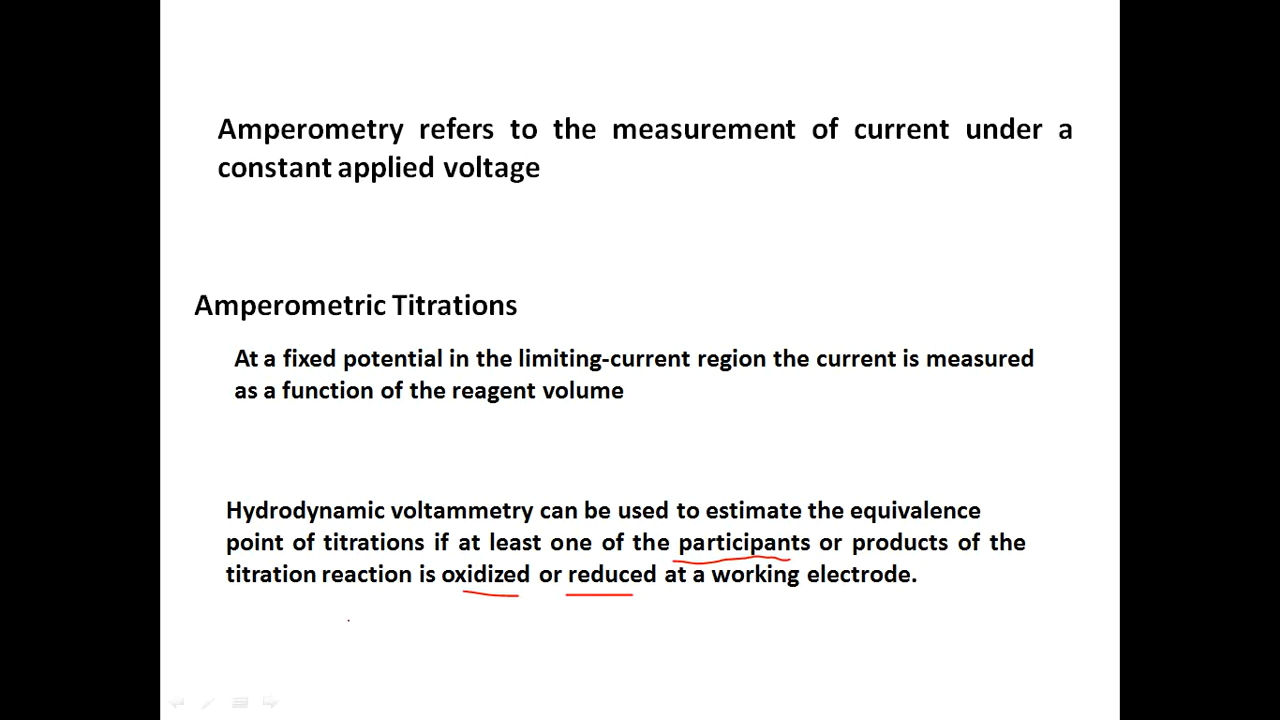 Amperometry refers to the measurement of current under a
constant applied voltage
Amperometric Titrations
At a fixed potential in the limiting-current region the current is measured
as a function of the reagent volume
Hydrodynamic voltammetry can be used to estimate the equivalence
point of titrations if at least one of the participants or products of the
titration reaction is oxidized or reduced at a working electrode.